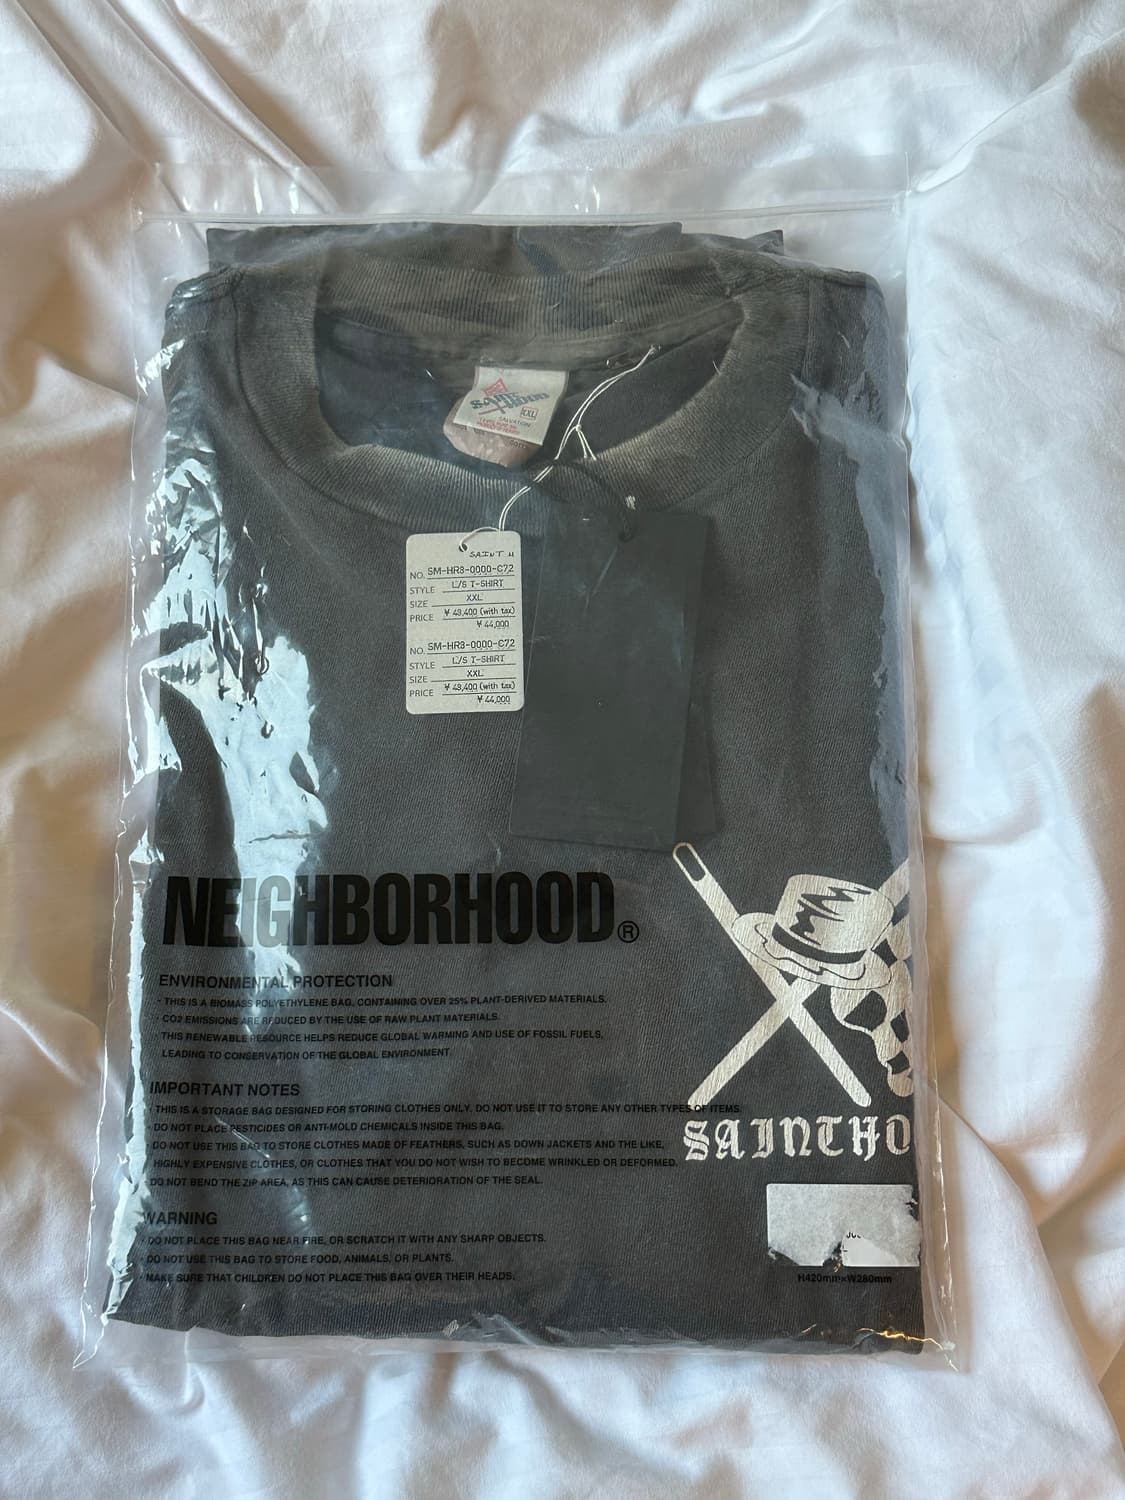 SAINT
HOOD
XXL
SALVATION
SAINT M
NO. SM-HR3-0000-C72
STYLE L/S T-SHIRT
SIZE XXL
PRICE ¥ 48,400 (with tax)
¥ 44,000
NO. SM-HR3-0000-C72
STYLE L/S T-SHIRT
SIZE XXL
PRICE ¥ 48,400 (with tax)
¥ 44,000
NEIGHBORHOOD®
ENVIRONMENTAL PROTECTION
· THIS IS A BIOMASS POLYETHYLENE BAG, CONTAINING OVER 25% PLANT-DERIVED MATERIALS.
· CO2 EMISSIONS ARE REDUCED BY THE USE OF RAW PLANT MATERIALS.
· THIS RENEWABLE RESOURCE HELPS REDUCE GLOBAL WARMING AND USE OF FOSSIL FUELS,
LEADING TO CONSERVATION OF THE GLOBAL ENVIRONMENT.
IMPORTANT NOTES
· THIS IS A STORAGE BAG DESIGNED FOR STORING CLOTHES ONLY. DO NOT USE IT TO STORE ANY OTHER TYPES OF ITEMS.
· DO NOT PLACE PESTICIDES OR ANTI-MOLD CHEMICALS INSIDE THIS BAG.
· DO NOT USE THIS BAG TO STORE CLOTHES MADE OF FEATHERS, SUCH AS DOWN JACKETS AND THE LIKE,
HIGHLY EXPENSIVE CLOTHES, OR CLOTHES THAT YOU DO NOT WISH TO BECOME WRINKLED OR DEFORMED.
· DO NOT BEND THE ZIP AREA, AS THIS CAN CAUSE DETERIORATION OF THE SEAL.
WARNING
· DO NOT PLACE THIS BAG NEAR FIRE, OR SCRATCH IT WITH ANY SHARP OBJECTS.
· DO NOT USE THIS BAG TO STORE FOOD, ANIMALS, OR PLANTS.
· MAKE SURE THAT CHILDREN DO NOT PLACE THIS BAG OVER THEIR HEADS.
SAINTHO
H420mm×W280mm